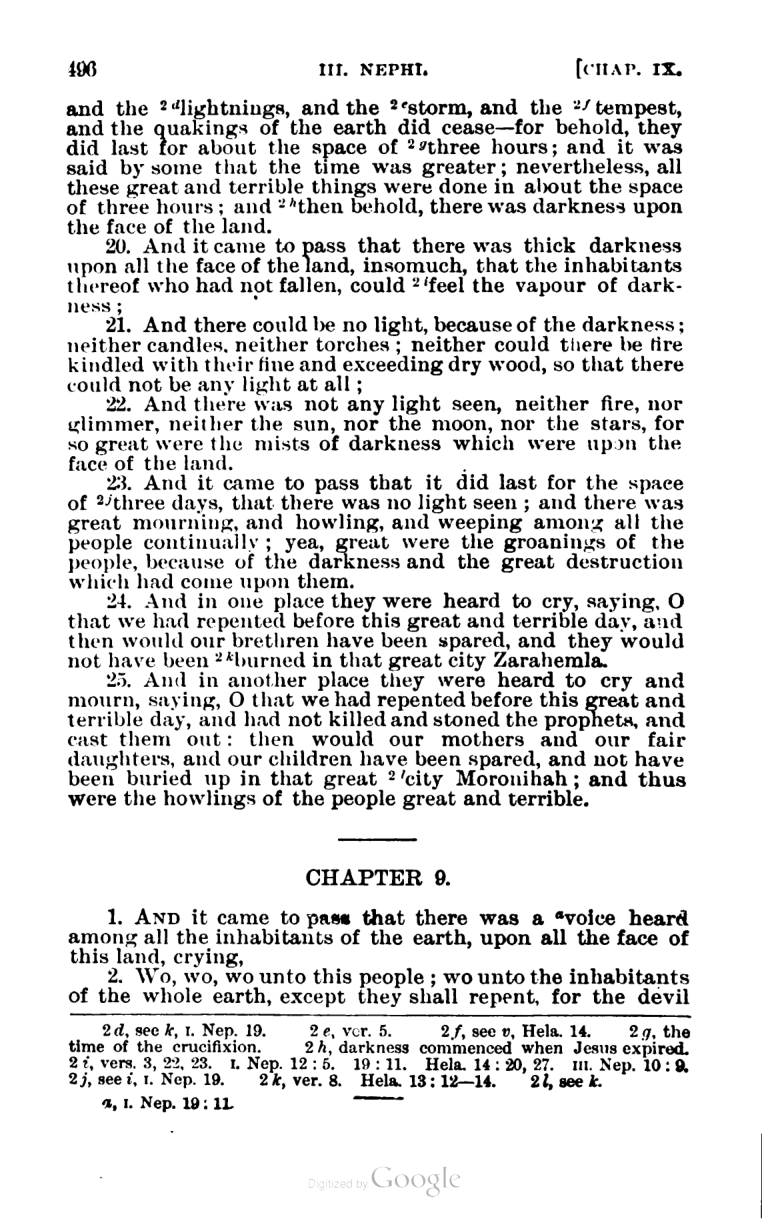 496 III. NEPHI. [CHAP. IX.
and the 2dlightnings, and the 2estorm, and the 2ftempest,
and the quakings of the earth did cease—for behold, they
did last for about the space of 2gthree hours; and it was
said by some that the time was greater; nevertheless, all
these great and terrible things were done in about the space
of three hours; and 2hthen behold, there was darkness upon
the face of the land.
20. And it came to pass that there was thick darkness
upon all the face of the land, insomuch, that the inhabitants
thereof who had not fallen, could 2ifeel the vapour of dark-
ness;
21. And there could be no light, because of the darkness;
neither candles, neither torches; neither could there be fire
kindled with their fine and exceeding dry wood, so that there
could not be any light at all;
22. And there was not any light seen, neither fire, nor
glimmer, neither the sun, nor the moon, nor the stars, for
so great were the mists of darkness which were upon the
face of the land.
23. And it came to pass that it did last for the space
of 2jthree days, that there was no light seen; and there was
great mourning, and howling, and weeping among all the
people continually; yea, great were the groanings of the
people, because of the darkness and the great destruction
which had come upon them.
24. And in one place they were heard to cry, saying, O
that we had repented before this great and terrible day, and
then would our brethren have been spared, and they would
not have been 2kburned in that great city Zarahemla.
25. And in another place they were heard to cry and
mourn, saying, O that we had repented before this great and
terrible day, and had not killed and stoned the prophets, and
cast them out: then would our mothers and our fair
daughters, and our children have been spared, and not have
been buried up in that great 2lcity Moronihah; and thus
were the howlings of the people great and terrible.
CHAPTER 9.
1. AND it came to pass that there was a avoice heard
among all the inhabitants of the earth, upon all the face of
this land, crying,
2. Wo, wo, wo unto this people; wo unto the inhabitants
of the whole earth, except they shall repent, for the devil
2d, see k, I. Nep. 19. 2e, ver. 5. 2f, see v, Hela. 14. 2g, the
time of the crucifixion. 2h, darkness commenced when Jesus expired.
2i, vers. 3, 22, 23. I. Nep. 12:5. 19:11. Hela. 14:20, 27. III. Nep. 10:9.
2j, see i, I. Nep. 19. 2k, ver. 8. Hela. 13:12—14. 2l, see k.
a, I. Nep. 19:11.
Digitized by Google